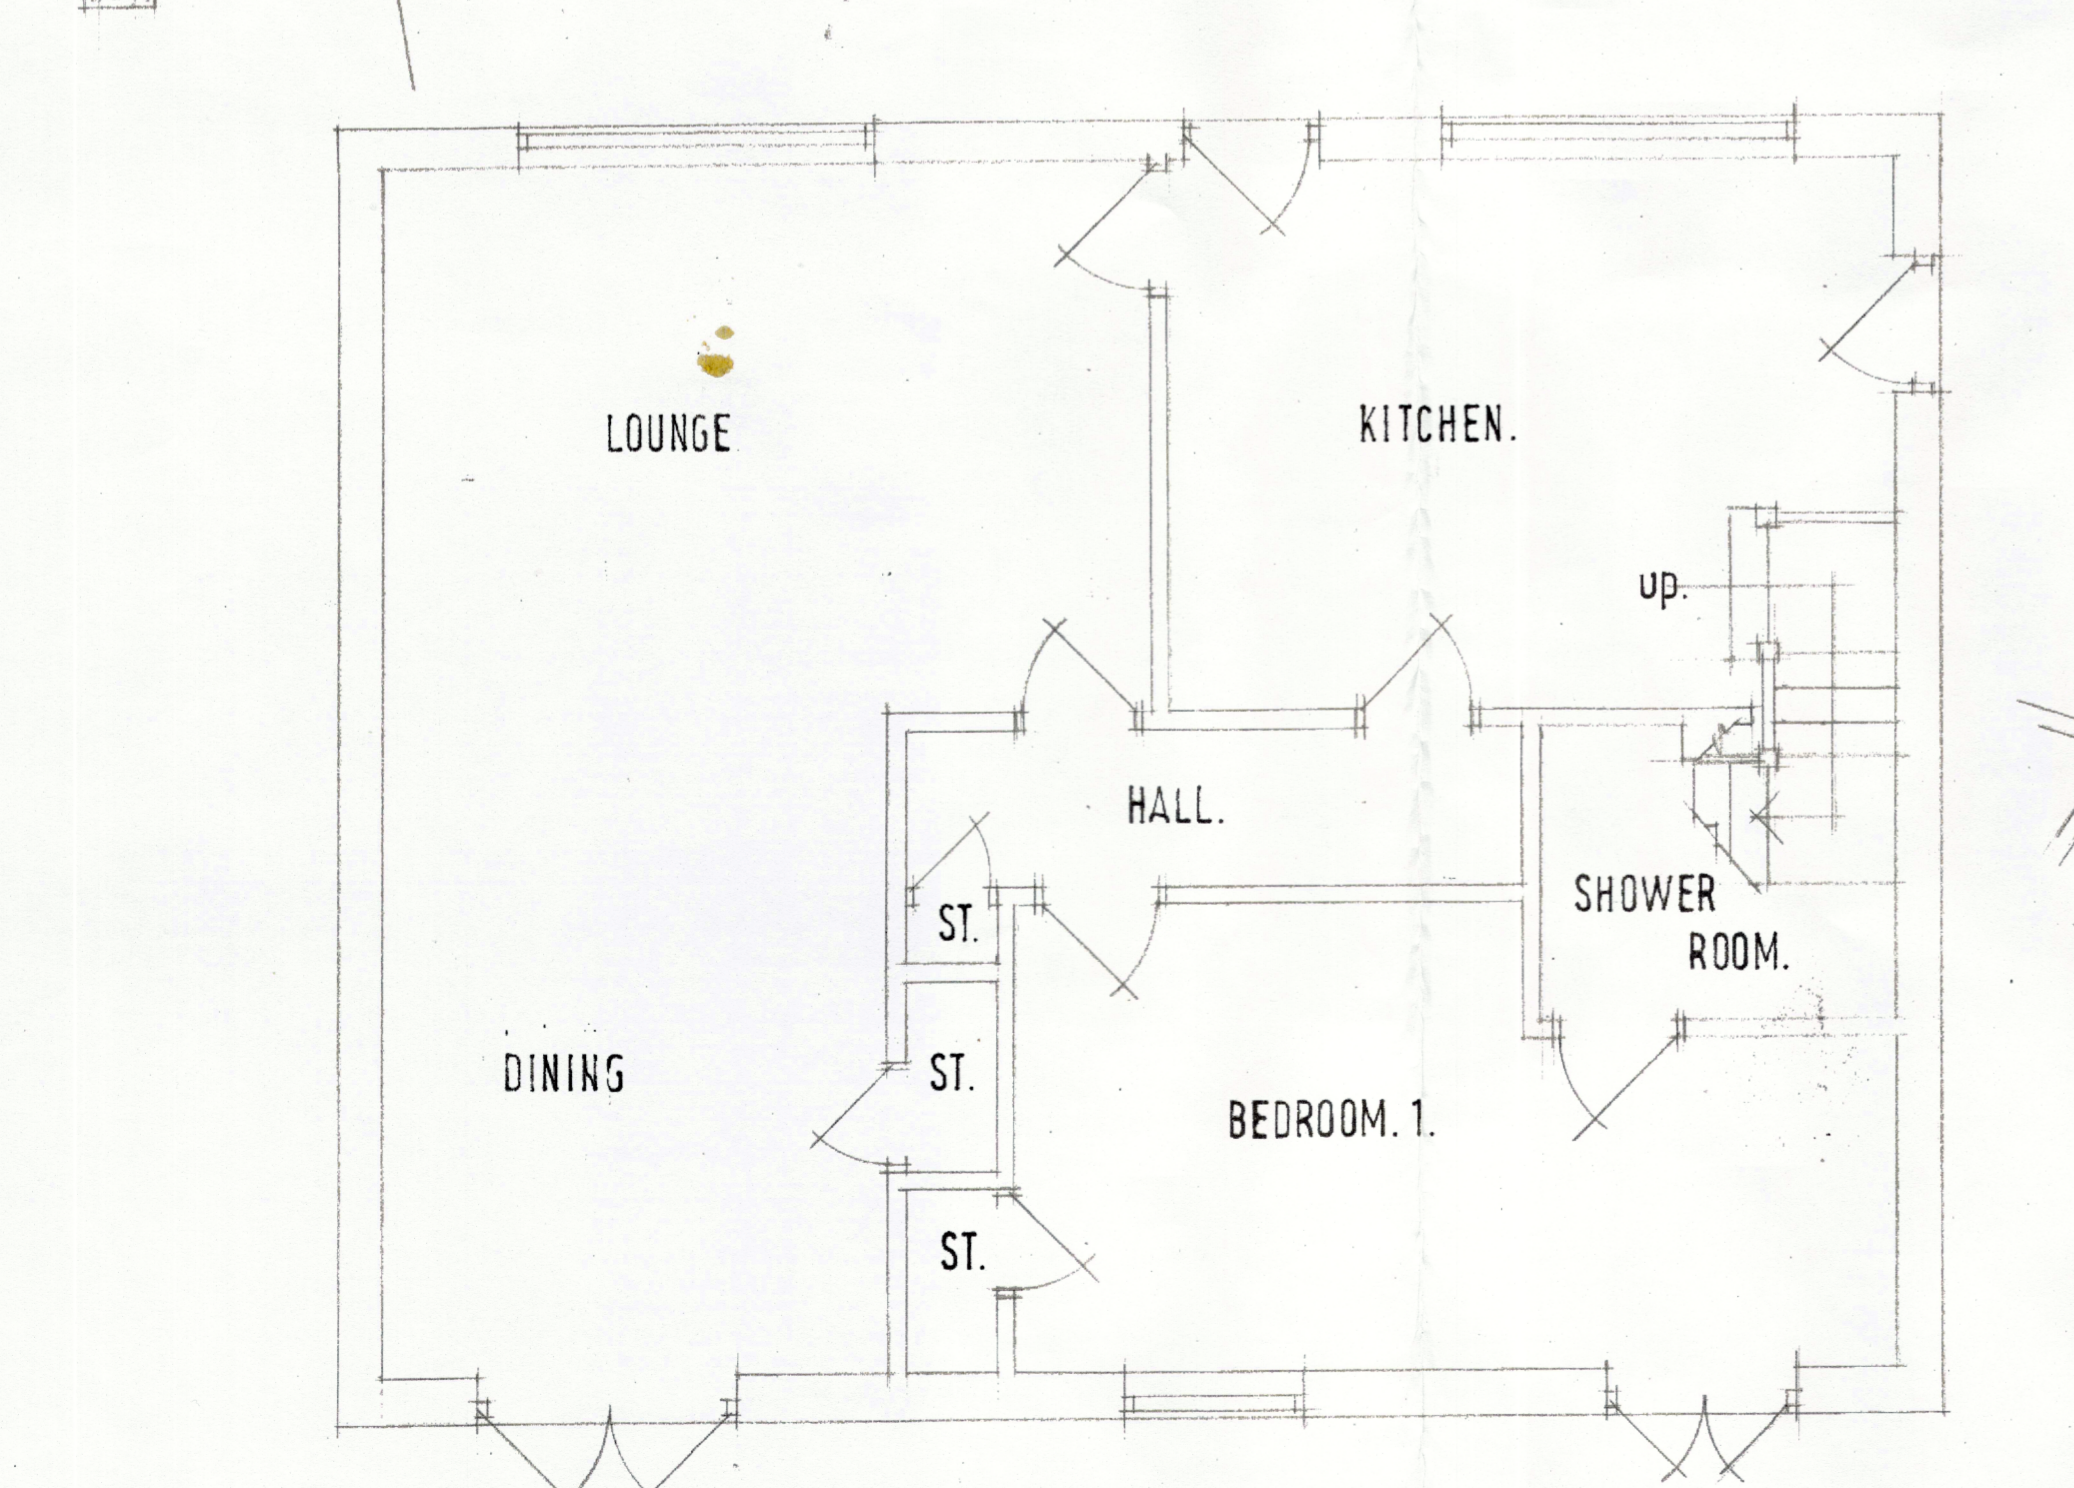 LOUNGE
KITCHEN.
up.
HALL.
SHOWER
ROOM.
ST.
DINING
ST.
BEDROOM. 1.
ST.